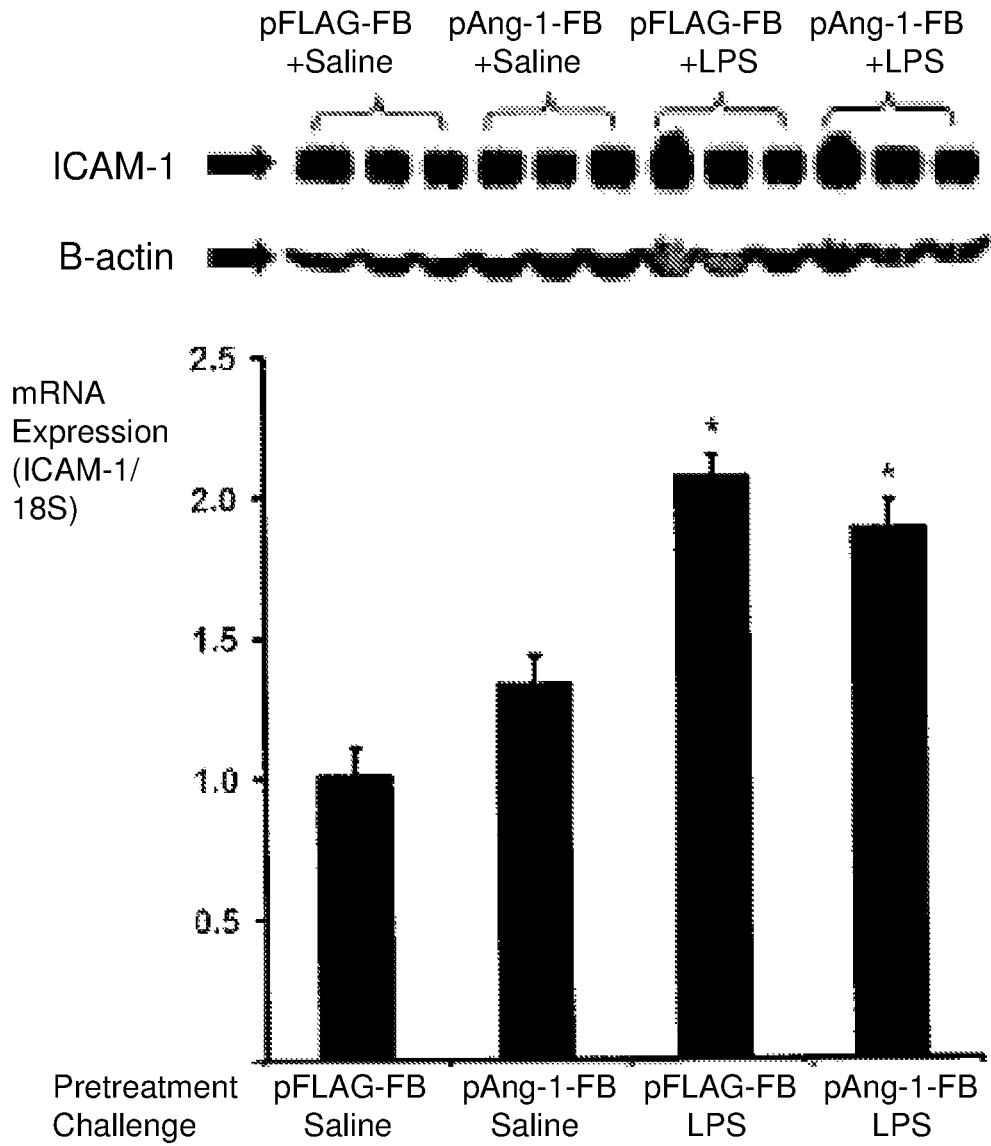 pFLAG-FB pAng-1-FB pFLAG-FB pAng-1-FB
+Saline +Saline +LPS +LPS
ICAM-1
B-actin
2.5
mRNA
Expression
(ICAM-1/
18S)
*
*
2.0
1.5
1.0
0.5
Pretreatment pFLAG-FB pAng-1-FB pFLAG-FB pAng-1-FB
Challenge Saline Saline LPS LPS